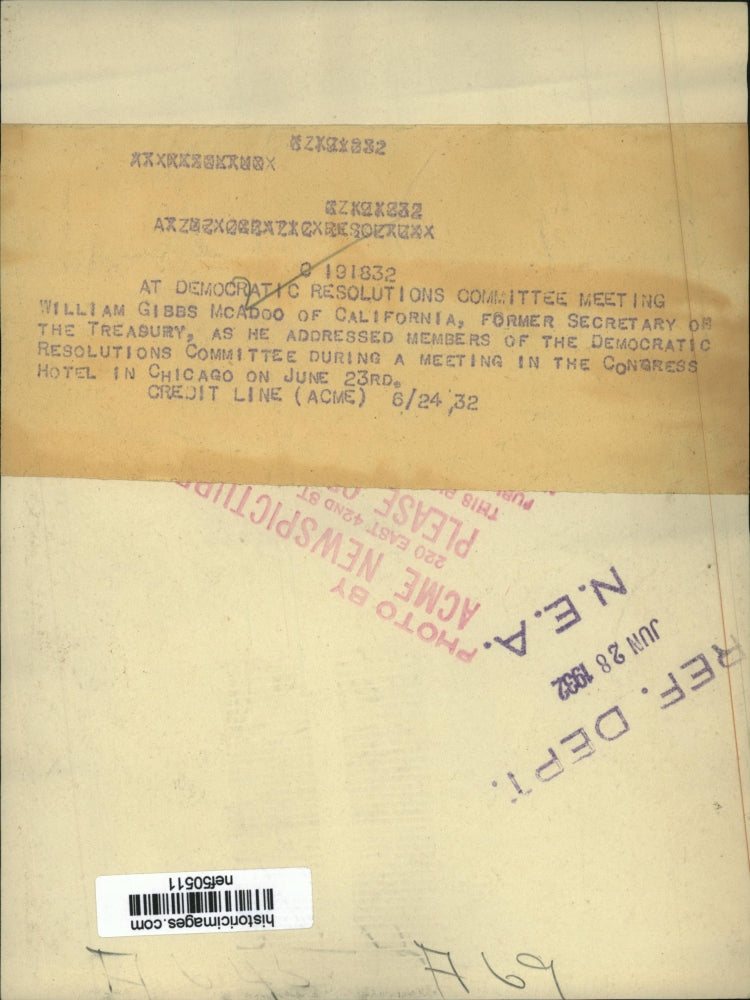 C 191832
AT DEMOCRATIC RESOLUTIONS COMMITTEE MEETING
WILLIAM GIBBS MCADOO OF CALIFORNIA, FORMER SECRETARY OF
THE TREASURY, AS HE ADDRESSED MEMBERS OF THE DEMOCRATIC
RESOLUTIONS COMMITTEE DURING A MEETING IN THE CONGRESS
HOTEL IN CHICAGO ON JUNE 23RD.
CREDIT LINE (ACME) 6/24,32
PHOTO BY
ACME NEWSPICTURE
220 EAST 42ND ST
PLEASE
THIS
REF. DEPT.
JUN 28 1932
N.E.A.
historicimages.com
nef50511